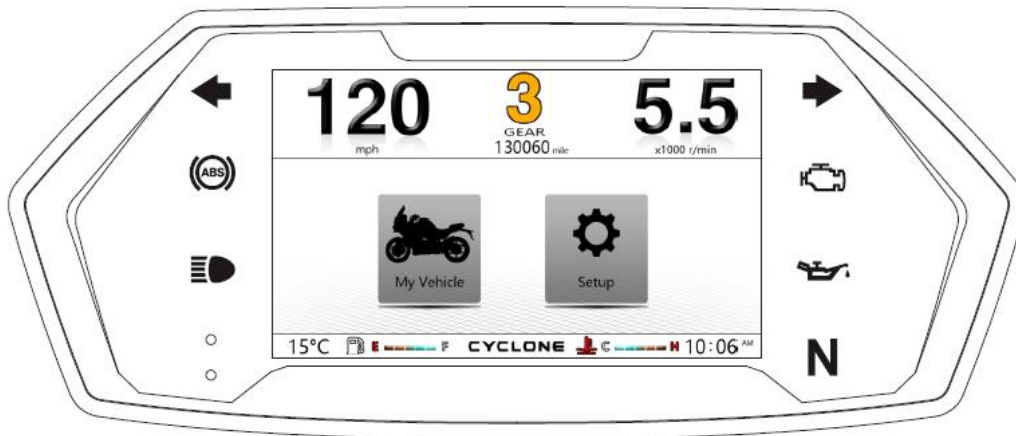 120 3 5.5
GEAR
mph 130060 mile x1000 r/min
ABS
My Vehicle Setup
15°C E F CYCLONE C H 10:06 AM
N